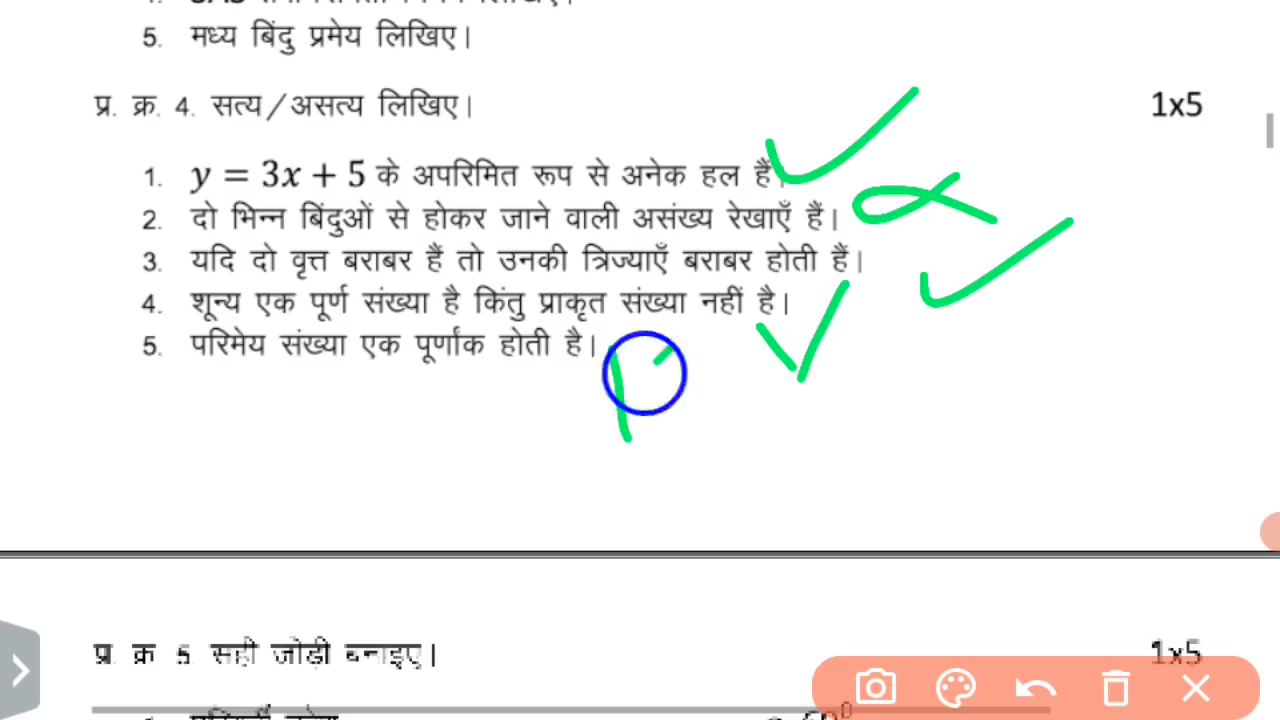 5. मध्य बिंदु प्रमेय लिखिए।
प्र. क्र. 4. सत्य/असत्य लिखिए। 1x5
1. y = 3x + 5 के अपरिमित रूप से अनेक हल हैं।
2. दो भिन्न बिंदुओं से होकर जाने वाली असंख्य रेखाएँ हैं।
3. यदि दो वृत्त बराबर हैं तो उनकी त्रिज्याएँ बराबर होती हैं।
4. शून्य एक पूर्ण संख्या है किंतु प्राकृत संख्या नहीं है।
5. परिमेय संख्या एक पूर्णांक होती है।
प्र. क्र 5. सही जोड़ी बनाइए। 1x5